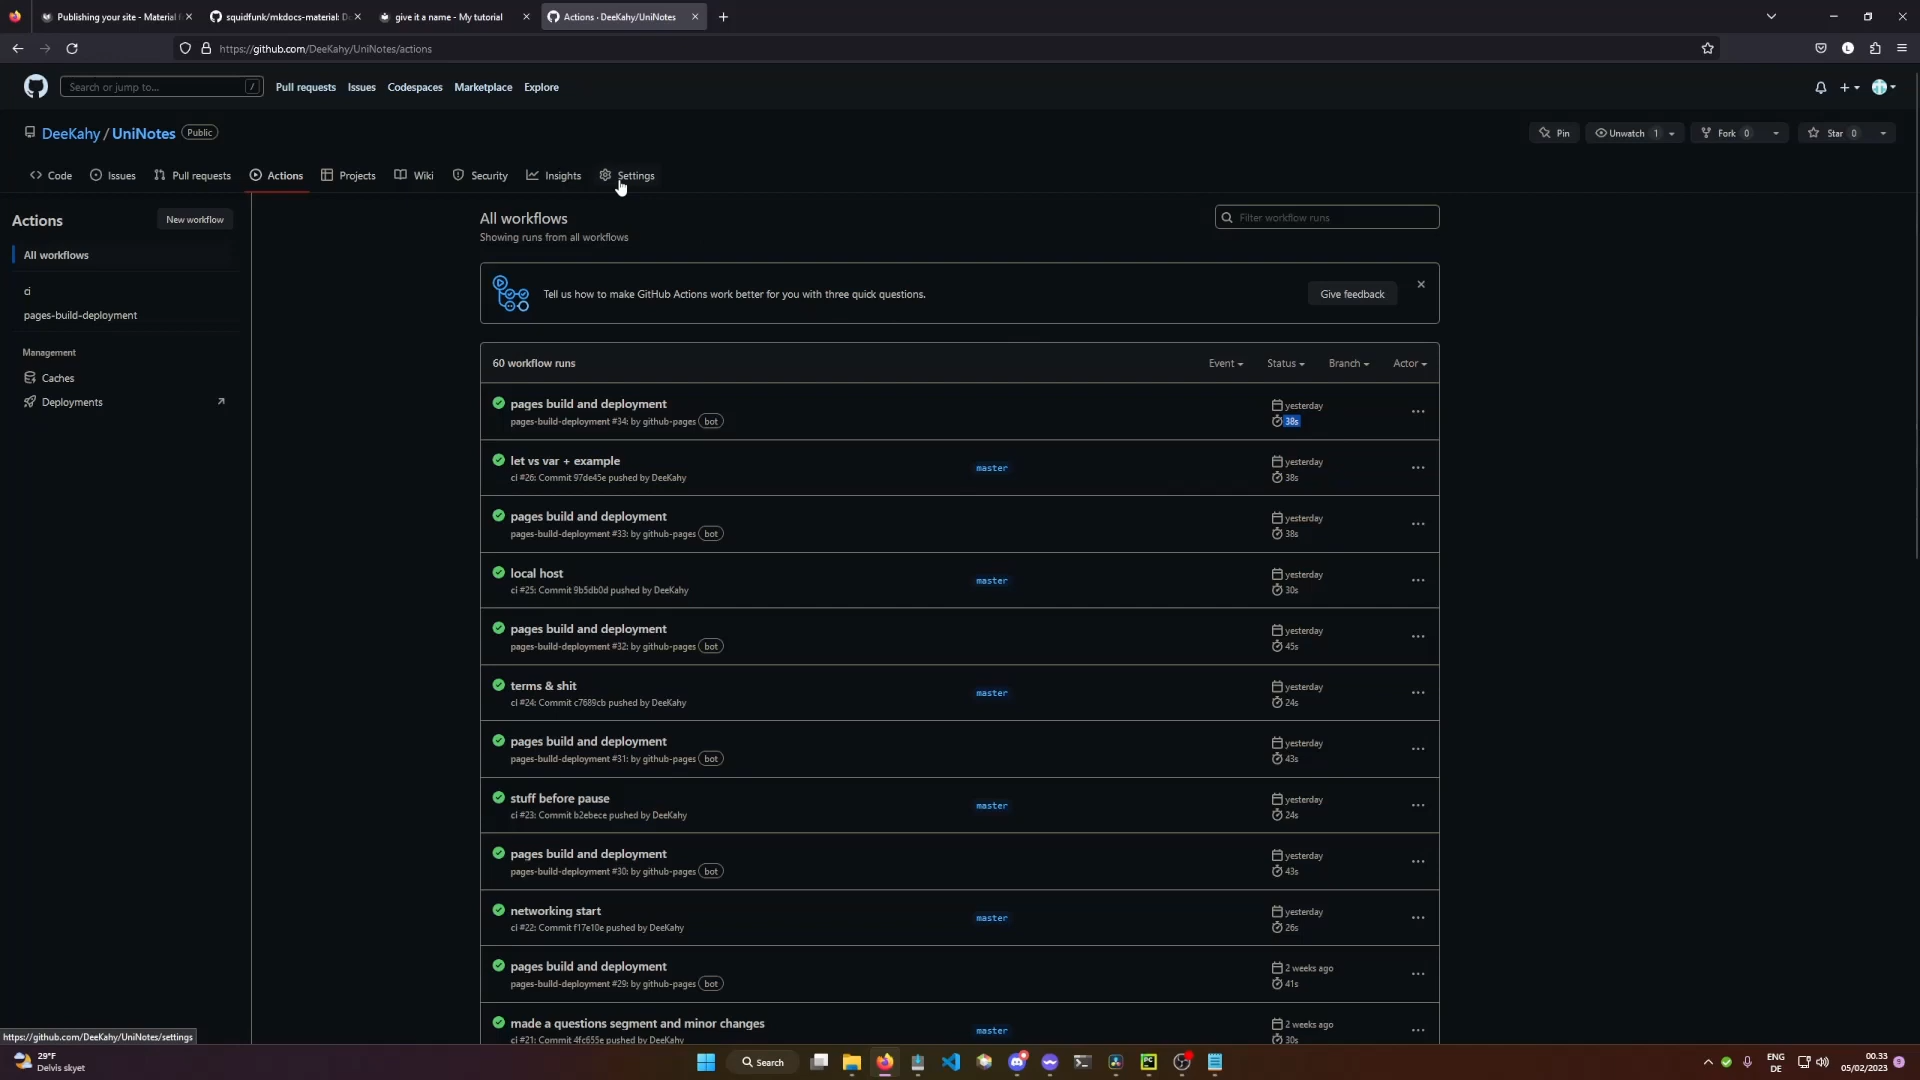 Publishing your site - Material f
squidfunk/mkdocs-material: D
give it a name - My tutorial
Actions · DeeKahy/UniNotes
https://github.com/DeeKahy/UniNotes/actions
L
Search or jump to...
/
Pull requests
Issues
Codespaces
Marketplace
Explore
DeeKahy / UniNotes
Public
Pin
Unwatch 1
Fork 0
Star 0
Code
Issues
Pull requests
Actions
Projects
Wiki
Security
Insights
Settings
Actions
New workflow
All workflows
ci
pages-build-deployment
Management
Caches
Deployments
All workflows
Showing runs from all workflows
Filter workflow runs
Tell us how to make GitHub Actions work better for you with three quick questions.
Give feedback
60 workflow runs
Event
Status
Branch
Actor
pages build and deployment
pages-build-deployment #34: by github-pages bot
yesterday
38s
let vs var + example
ci #26: Commit 97de45e pushed by DeeKahy
master
yesterday
38s
pages build and deployment
pages-build-deployment #33: by github-pages bot
yesterday
38s
local host
ci #25: Commit 9b5db0d pushed by DeeKahy
master
yesterday
30s
pages build and deployment
pages-build-deployment #32: by github-pages bot
yesterday
45s
terms & shit
ci #24: Commit c7689cb pushed by DeeKahy
master
yesterday
24s
pages build and deployment
pages-build-deployment #31: by github-pages bot
yesterday
43s
stuff before pause
ci #23: Commit b2ebece pushed by DeeKahy
master
yesterday
24s
pages build and deployment
pages-build-deployment #30: by github-pages bot
yesterday
43s
networking start
ci #22: Commit f17e10e pushed by DeeKahy
master
yesterday
26s
pages build and deployment
pages-build-deployment #29: by github-pages bot
2 weeks ago
41s
made a questions segment and minor changes
ci #21: Commit 4fc655e pushed by DeeKahy
master
2 weeks ago
30s
https://github.com/DeeKahy/UniNotes/settings
29°F
Delvis skyet
Search
ENG
DE
00.33
05/02/2023